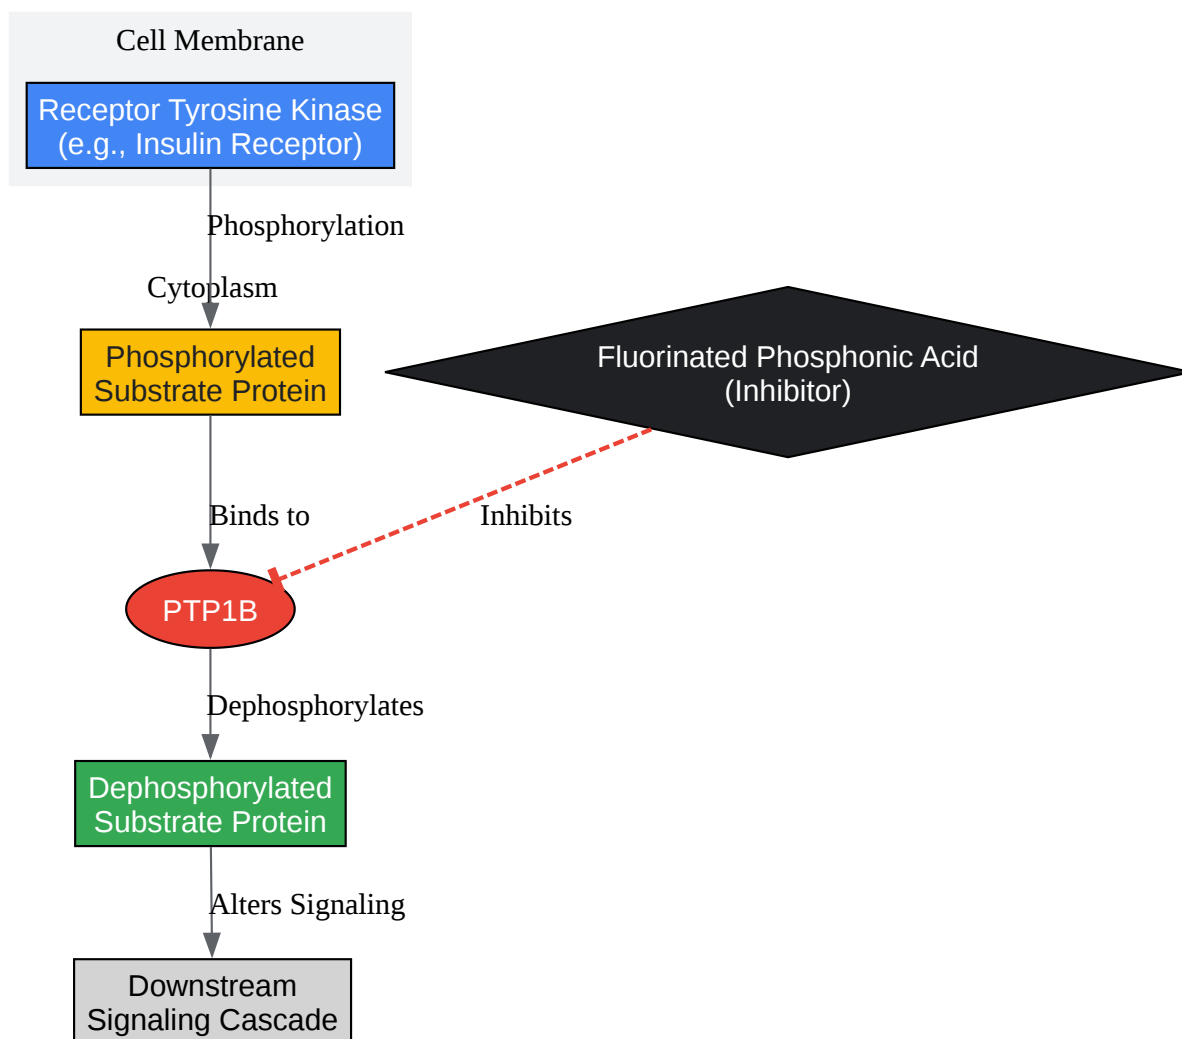 Cell Membrane
Receptor Tyrosine Kinase
(e.g., Insulin Receptor)
Phosphorylation
Cytoplasm
Phosphorylated
Substrate Protein
Fluorinated Phosphonic Acid
(Inhibitor)
Binds to
Inhibits
PTP1B
Dephosphorylates
Dephosphorylated
Substrate Protein
Alters Signaling
Downstream
Signaling Cascade